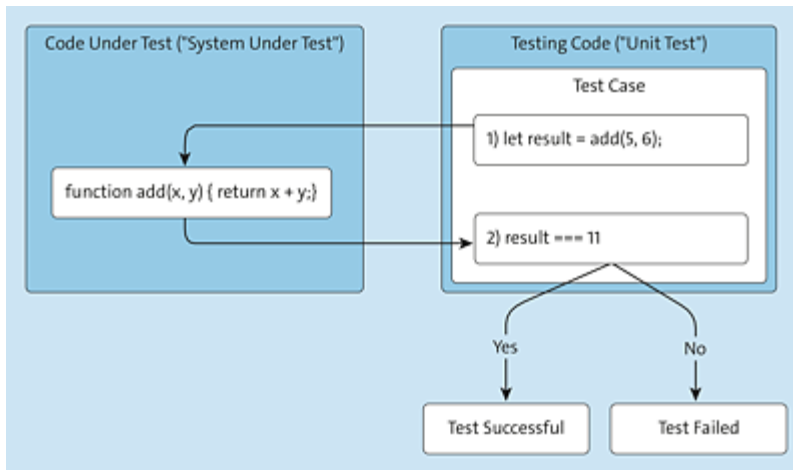 Code Under Test ("System Under Test")
Testing Code ("Unit Test")
Test Case
1) let result = add(5, 6);
function add(x, y) { return x + y;}
2) result === 11
Yes
No
Test Successful
Test Failed